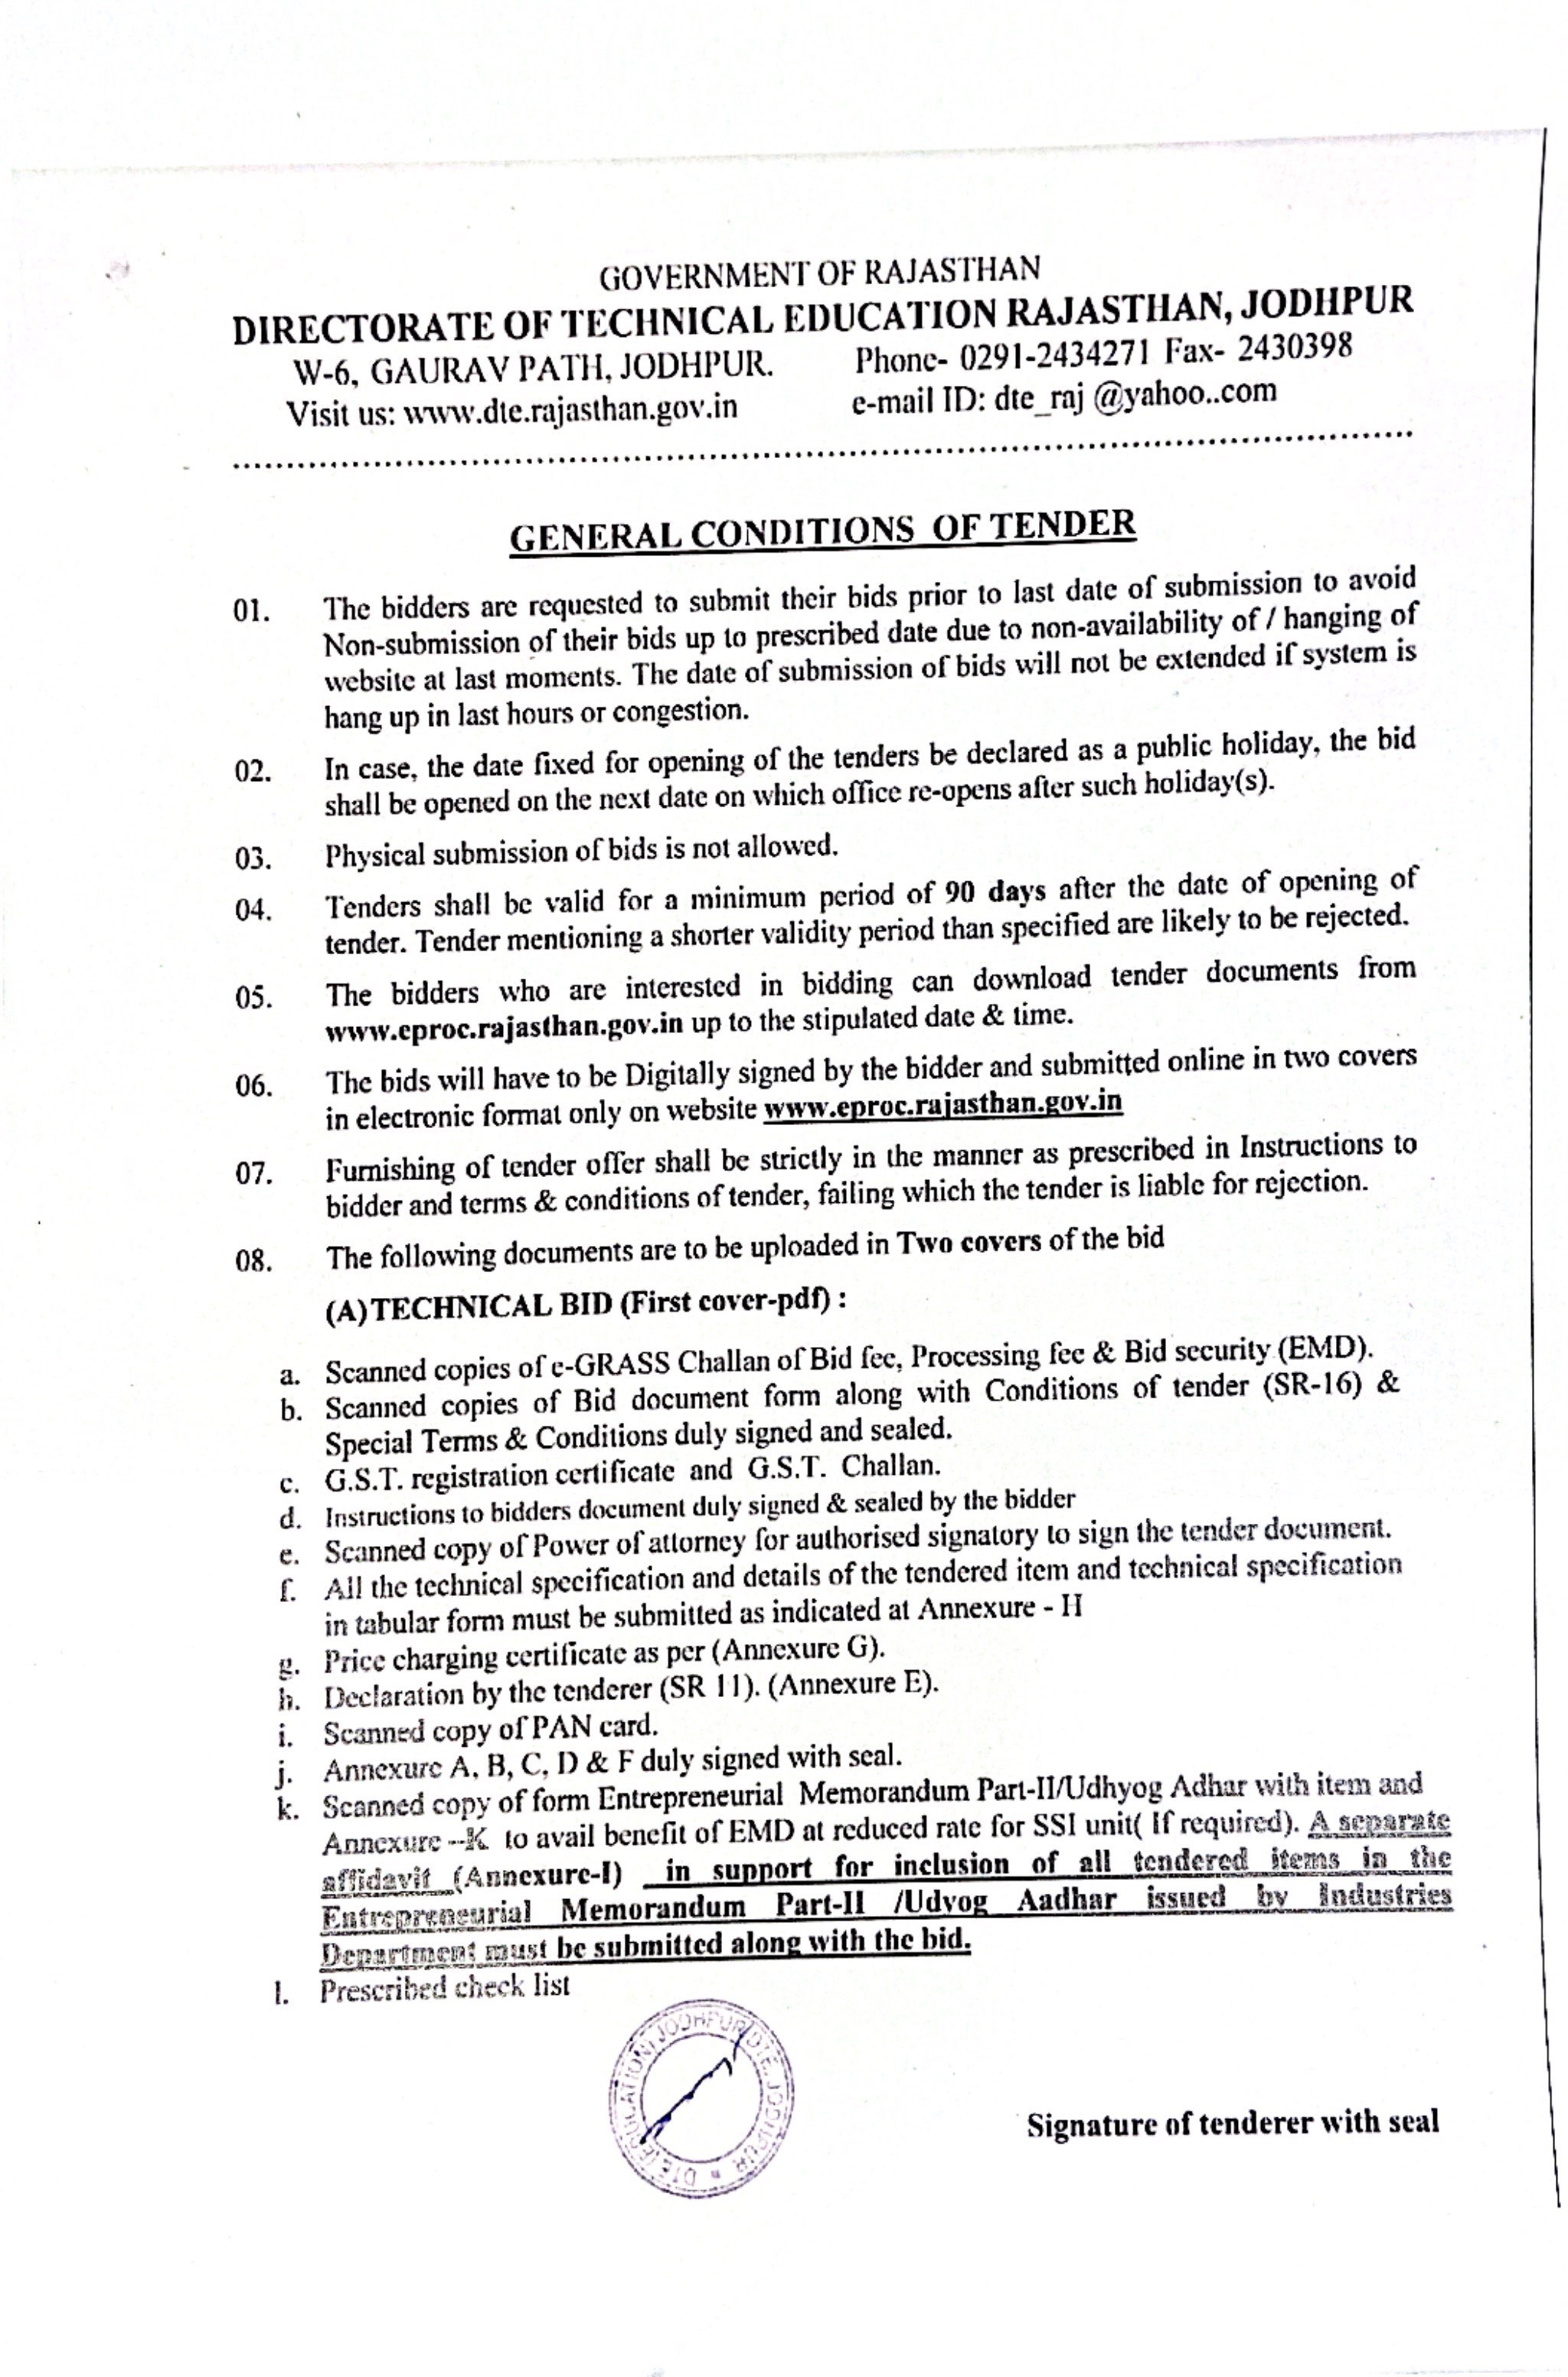 GOVERNMENT OF RAJASTHAN
DIRECTORATE OF TECHNICAL EDUCATION RAJASTHAN, JODHPUR
W-6, GAURAV PATH, JODHPUR. Phone- 0291-2434271 Fax- 2430398
Visit us: www.dte.rajasthan.gov.in e-mail ID: dte_raj @yahoo..com
GENERAL CONDITIONS OF TENDER
01. The bidders are requested to submit their bids prior to last date of submission to avoid
Non-submission of their bids up to prescribed date due to non-availability of / hanging of
website at last moments. The date of submission of bids will not be extended if system is
hang up in last hours or congestion.
02. In case, the date fixed for opening of the tenders be declared as a public holiday, the bid
shall be opened on the next date on which office re-opens after such holiday(s).
03. Physical submission of bids is not allowed.
04. Tenders shall be valid for a minimum period of 90 days after the date of opening of
tender. Tender mentioning a shorter validity period than specified are likely to be rejected.
05. The bidders who are interested in bidding can download tender documents from
www.eproc.rajasthan.gov.in up to the stipulated date & time.
06. The bids will have to be Digitally signed by the bidder and submitted online in two covers
in electronic format only on website www.eproc.rajasthan.gov.in
07. Furnishing of tender offer shall be strictly in the manner as prescribed in Instructions to
bidder and terms & conditions of tender, failing which the tender is liable for rejection.
08. The following documents are to be uploaded in Two covers of the bid
(A) TECHNICAL BID (First cover-pdf) :
a. Scanned copies of e-GRASS Challan of Bid fee, Processing fee & Bid security (EMD).
b. Scanned copies of Bid document form along with Conditions of tender (SR-16) &
Special Terms & Conditions duly signed and sealed.
c. G.S.T. registration certificate and G.S.T. Challan.
d. Instructions to bidders document duly signed & sealed by the bidder
e. Scanned copy of Power of attorney for authorised signatory to sign the tender document.
f. All the technical specification and details of the tendered item and technical specification
in tabular form must be submitted as indicated at Annexure - H
g. Price charging certificate as per (Annexure G).
h. Declaration by the tenderer (SR 11). (Annexure E).
i. Scanned copy of PAN card.
j. Annexure A, B, C, D & F duly signed with seal.
k. Scanned copy of form Entrepreneurial Memorandum Part-II/Udhyog Adhar with item and
Annexure --K to avail benefit of EMD at reduced rate for SSI unit( If required). A separate
affidavit (Annexure-I) in support for inclusion of all tendered items in the
Entrepreneurial Memorandum Part-II /Udyog Aadhar issued by Industries
Department must be submitted along with the bid.
l. Prescribed check list
DTE (EDUCATION) JODHPUR DTE, JODHPUR
Signature of tenderer with seal